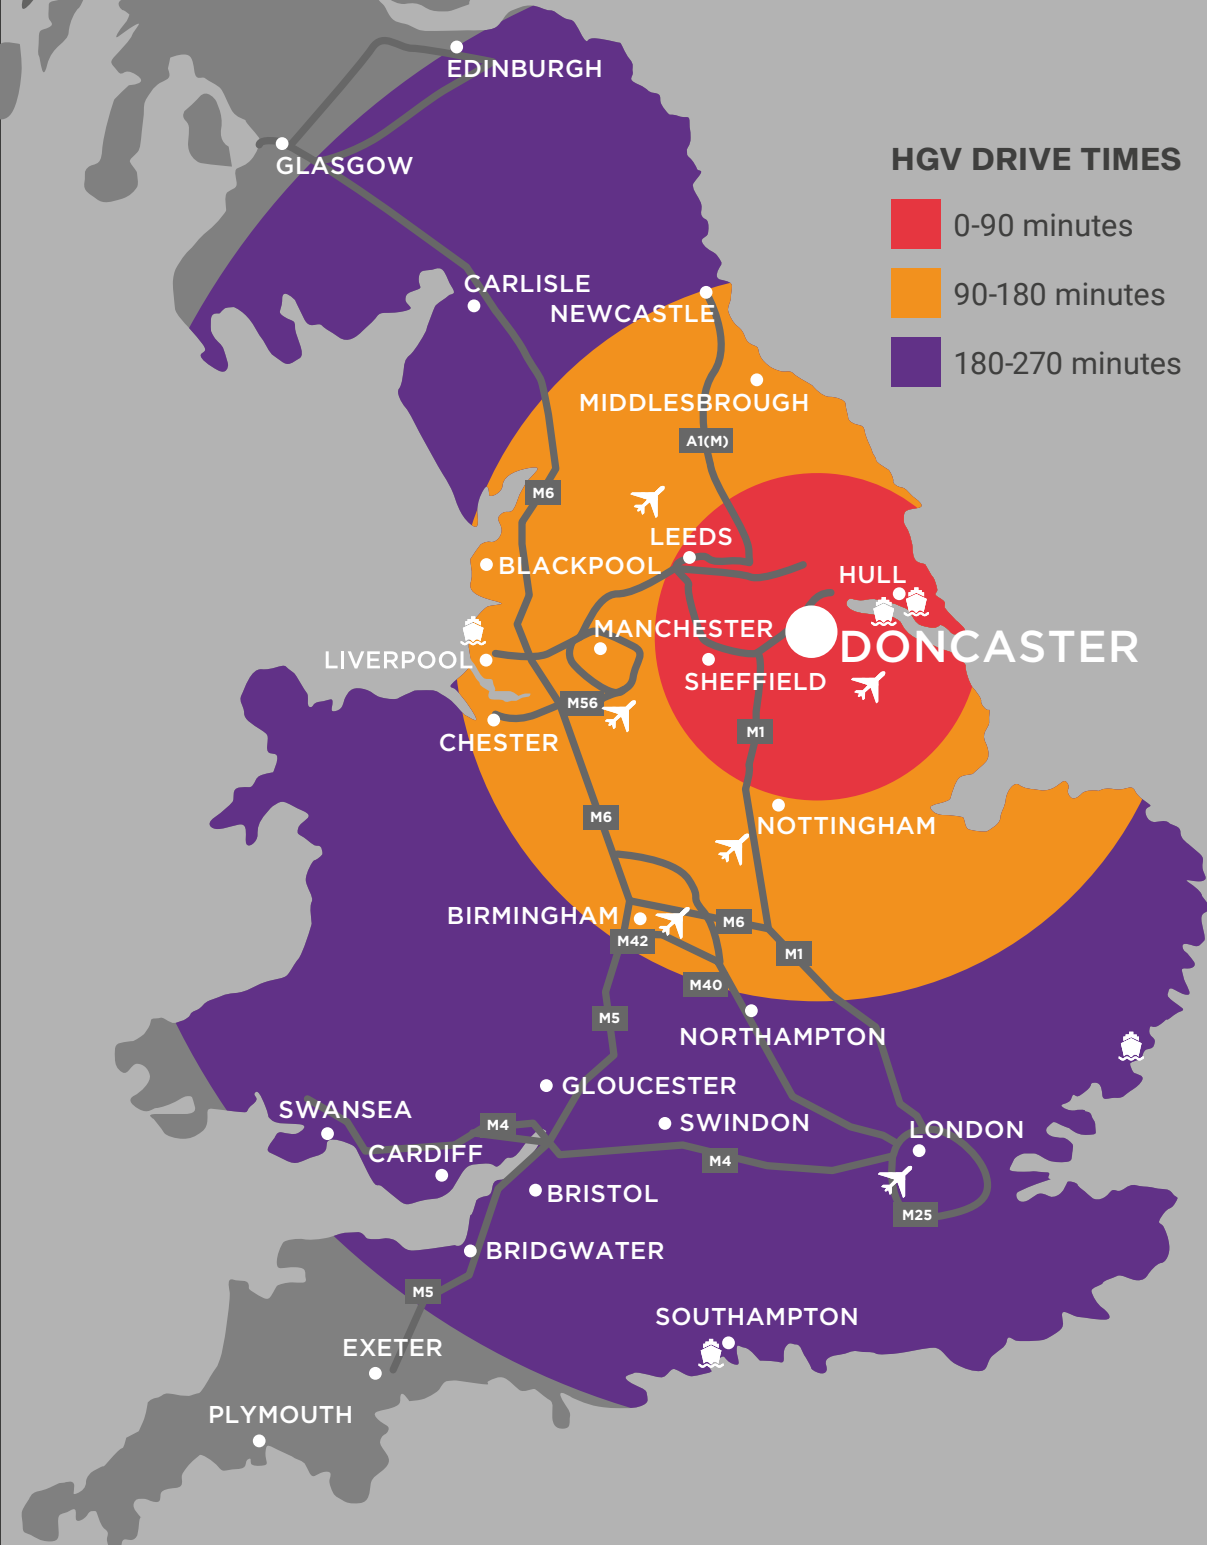 EDINBURGH
GLASGOW
HGV DRIVE TIMES
0-90 minutes
90-180 minutes
180-270 minutes
CARLISLE
NEWCASTLE
MIDDLESBROUGH
A1(M)
M6
LEEDS
BLACKPOOL
HULL
MANCHESTER
DONCASTER
LIVERPOOL
SHEFFIELD
M56
M1
CHESTER
M6
NOTTINGHAM
BIRMINGHAM
M6
M42
M1
M40
M5
NORTHAMPTON
GLOUCESTER
SWANSEA
M4
SWINDON
LONDON
CARDIFF
M4
BRISTOL
M25
BRIDGWATER
M5
SOUTHAMPTON
EXETER
PLYMOUTH